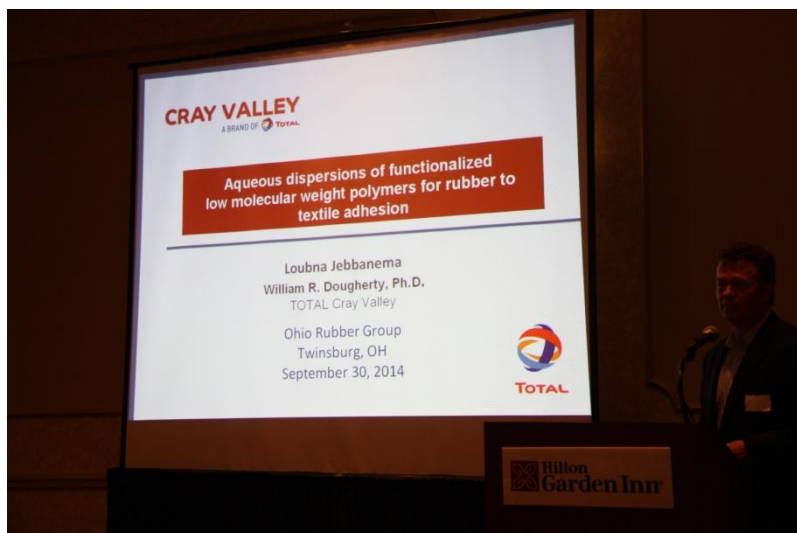 CRAY VALLEY
A BRAND OF TOTAL
Aqueous dispersions of functionalized
low molecular weight polymers for rubber to
textile adhesion
Loubna Jebbanema
William R. Dougherty, Ph.D.
TOTAL Cray Valley
Ohio Rubber Group
Twinsburg, OH
September 30, 2014
TOTAL
Hilton
Garden Inn